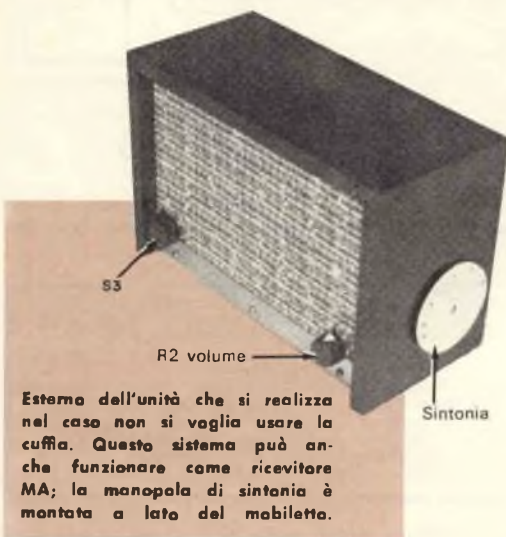 S3
R2 volume
Sintonia
Esterno dell'unità che si realizza
nel caso non si voglia usare la
cuffia. Questo sistema può an-
che funzionare come ricevitore
MA; la manopola di sintonia è
montata a lato del mobiletto.